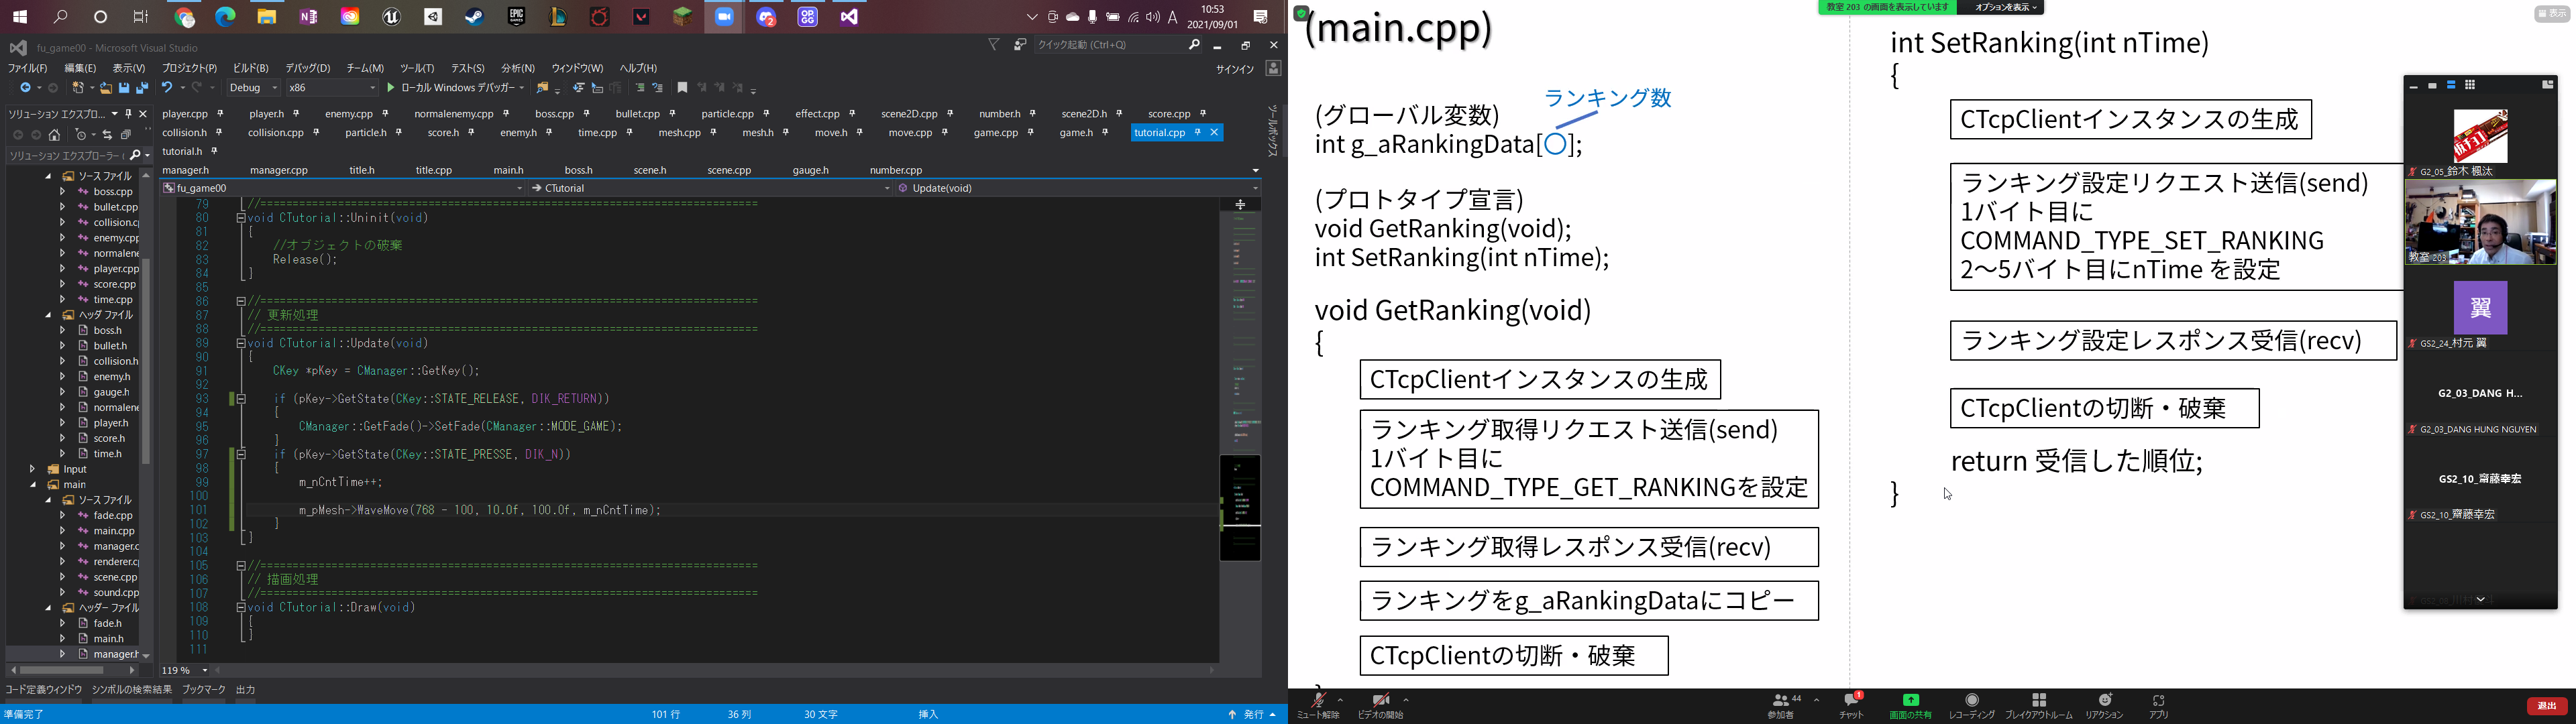 10:53
2021/09/01
fu_game00 - Microsoft Visual Studio
クイック起動 (Ctrl+Q)
ファイル(F) 編集(E) 表示(V) プロジェクト(P) ビルド(B) デバッグ(D) チーム(M) ツール(T) テスト(S) 分析(N) ウィンドウ(W) ヘルプ(H)
サインイン
Debug x86 ローカル Windows デバッガー
ソリューション エクスプロ...
player.cpp player.h enemy.cpp normalenemy.cpp boss.cpp bullet.cpp particle.cpp effect.cpp scene2D.cpp number.h scene2D.h score.cpp
collision.h collision.cpp particle.h score.h enemy.h time.cpp mesh.cpp mesh.h move.h move.cpp game.cpp game.h tutorial.cpp
tutorial.h
manager.h manager.cpp title.h title.cpp main.h boss.h scene.h scene.cpp gauge.h number.cpp
fu_game00 CTutorial Update(void)
ツールボックス
ソリューション エクスプローラー (
ソース ファイル
boss.cpp
bullet.cpp
collision.cpp
enemy.cpp
normalene
player.cpp
score.cpp
time.cpp
ヘッダ ファイル
boss.h
bullet.h
collision.h
enemy.h
gauge.h
normalene
player.h
score.h
time.h
Input
main
ソース ファイル
fade.cpp
main.cpp
manager.c
renderer.cp
scene.cpp
sound.cpp
ヘッダー ファイル
fade.h
main.h
manager.h
79 //=============================================================================
80 void CTutorial::Uninit(void)
81 {
82 //オブジェクトの破棄
83 Release();
84 }
85
86 //=============================================================================
87 // 更新処理
88 //=============================================================================
89 void CTutorial::Update(void)
90 {
91 CKey *pKey = CManager::GetKey();
92
93 if (pKey->GetState(CKey::STATE_RELEASE, DIK_RETURN))
94 {
95 CManager::GetFade()->SetFade(CManager::MODE_GAME);
96 }
97 if (pKey->GetState(CKey::STATE_PRESSE, DIK_N))
98 {
99 m_nCntTime++;
100
101 m_pMesh->WaveMove(768 - 100, 10.0f, 100.0f, m_nCntTime);
102 }
103 }
104
105 //=============================================================================
106 // 描画処理
107 //=============================================================================
108 void CTutorial::Draw(void)
109 {
110 }
111
119 %
コード定義ウィンドウ シンボルの検索結果 ブックマーク 出力
準備完了 101 行 36 列 30 文字 挿入 発行
教室 203 の画面を表示しています オプションを表示
表示
(main.cpp)
(グローバル変数)
ランキング数
int g_aRankingData[〇];
(プロトタイプ宣言)
void GetRanking(void);
int SetRanking(int nTime);
void GetRanking(void)
{
CTcpClientインスタンスの生成
ランキング取得リクエスト送信(send)
1バイト目に
COMMAND_TYPE_GET_RANKINGを設定
ランキング取得レスポンス受信(recv)
ランキングをg_aRankingDataにコピー
CTcpClientの切断・破棄
int SetRanking(int nTime)
{
CTcpClientインスタンスの生成
ランキング設定リクエスト送信(send)
1バイト目に
COMMAND_TYPE_SET_RANKING
2～5バイト目にnTime を設定
ランキング設定レスポンス受信(recv)
CTcpClientの切断・破棄
return 受信した順位;
}
G2_05_鈴木 楓汰
教室 203
翼
GS2_24_村元 翼
G2_03_DANG H...
G2_03_DANG HUNG NGUYEN
GS2_10_齋藤幸宏
GS2_10_齋藤幸宏
ミュート解除 ビデオの開始 参加者 44 チャット 1 画面の共有 レコーディング ブレイクアウトルーム リアクション アプリ 退出